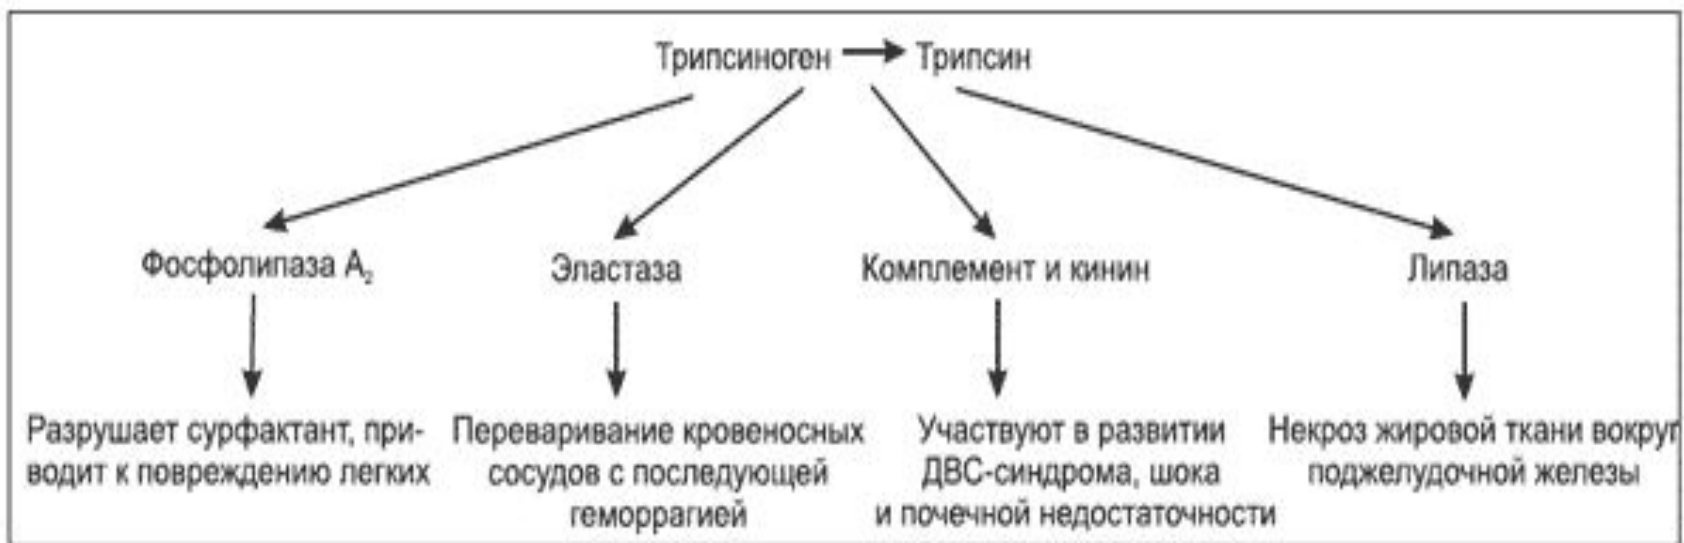 Трипсиноген Трипсин
Фосфолипаза A₂
Эластаза
Комплемент и кинин
Липаза
Разрушает сурфактант, при-
водит к повреждению легких
Переваривание кровеносных
сосудов с последующей
геморрагией
Участвуют в развитии
ДВС-синдрома, шока
и почечной недостаточности
Некроз жировой ткани вокруг
поджелудочной железы